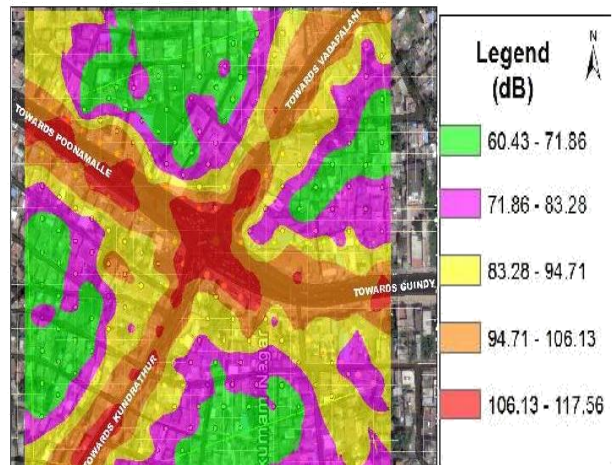 TOWARDS VADAPALANI
TOWARDS POONAMALLE
TOWARDS GUINDY
TOWARDS KUNDRATHUR
Nagar
Legend
(dB)
N
60.43 - 71.86
71.86 - 83.28
83.28 - 94.71
94.71 - 106.13
106.13 - 117.56